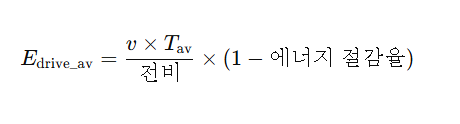 E_drive_av = (v × T_av) / 전비 × (1 − 에너지 절감율)